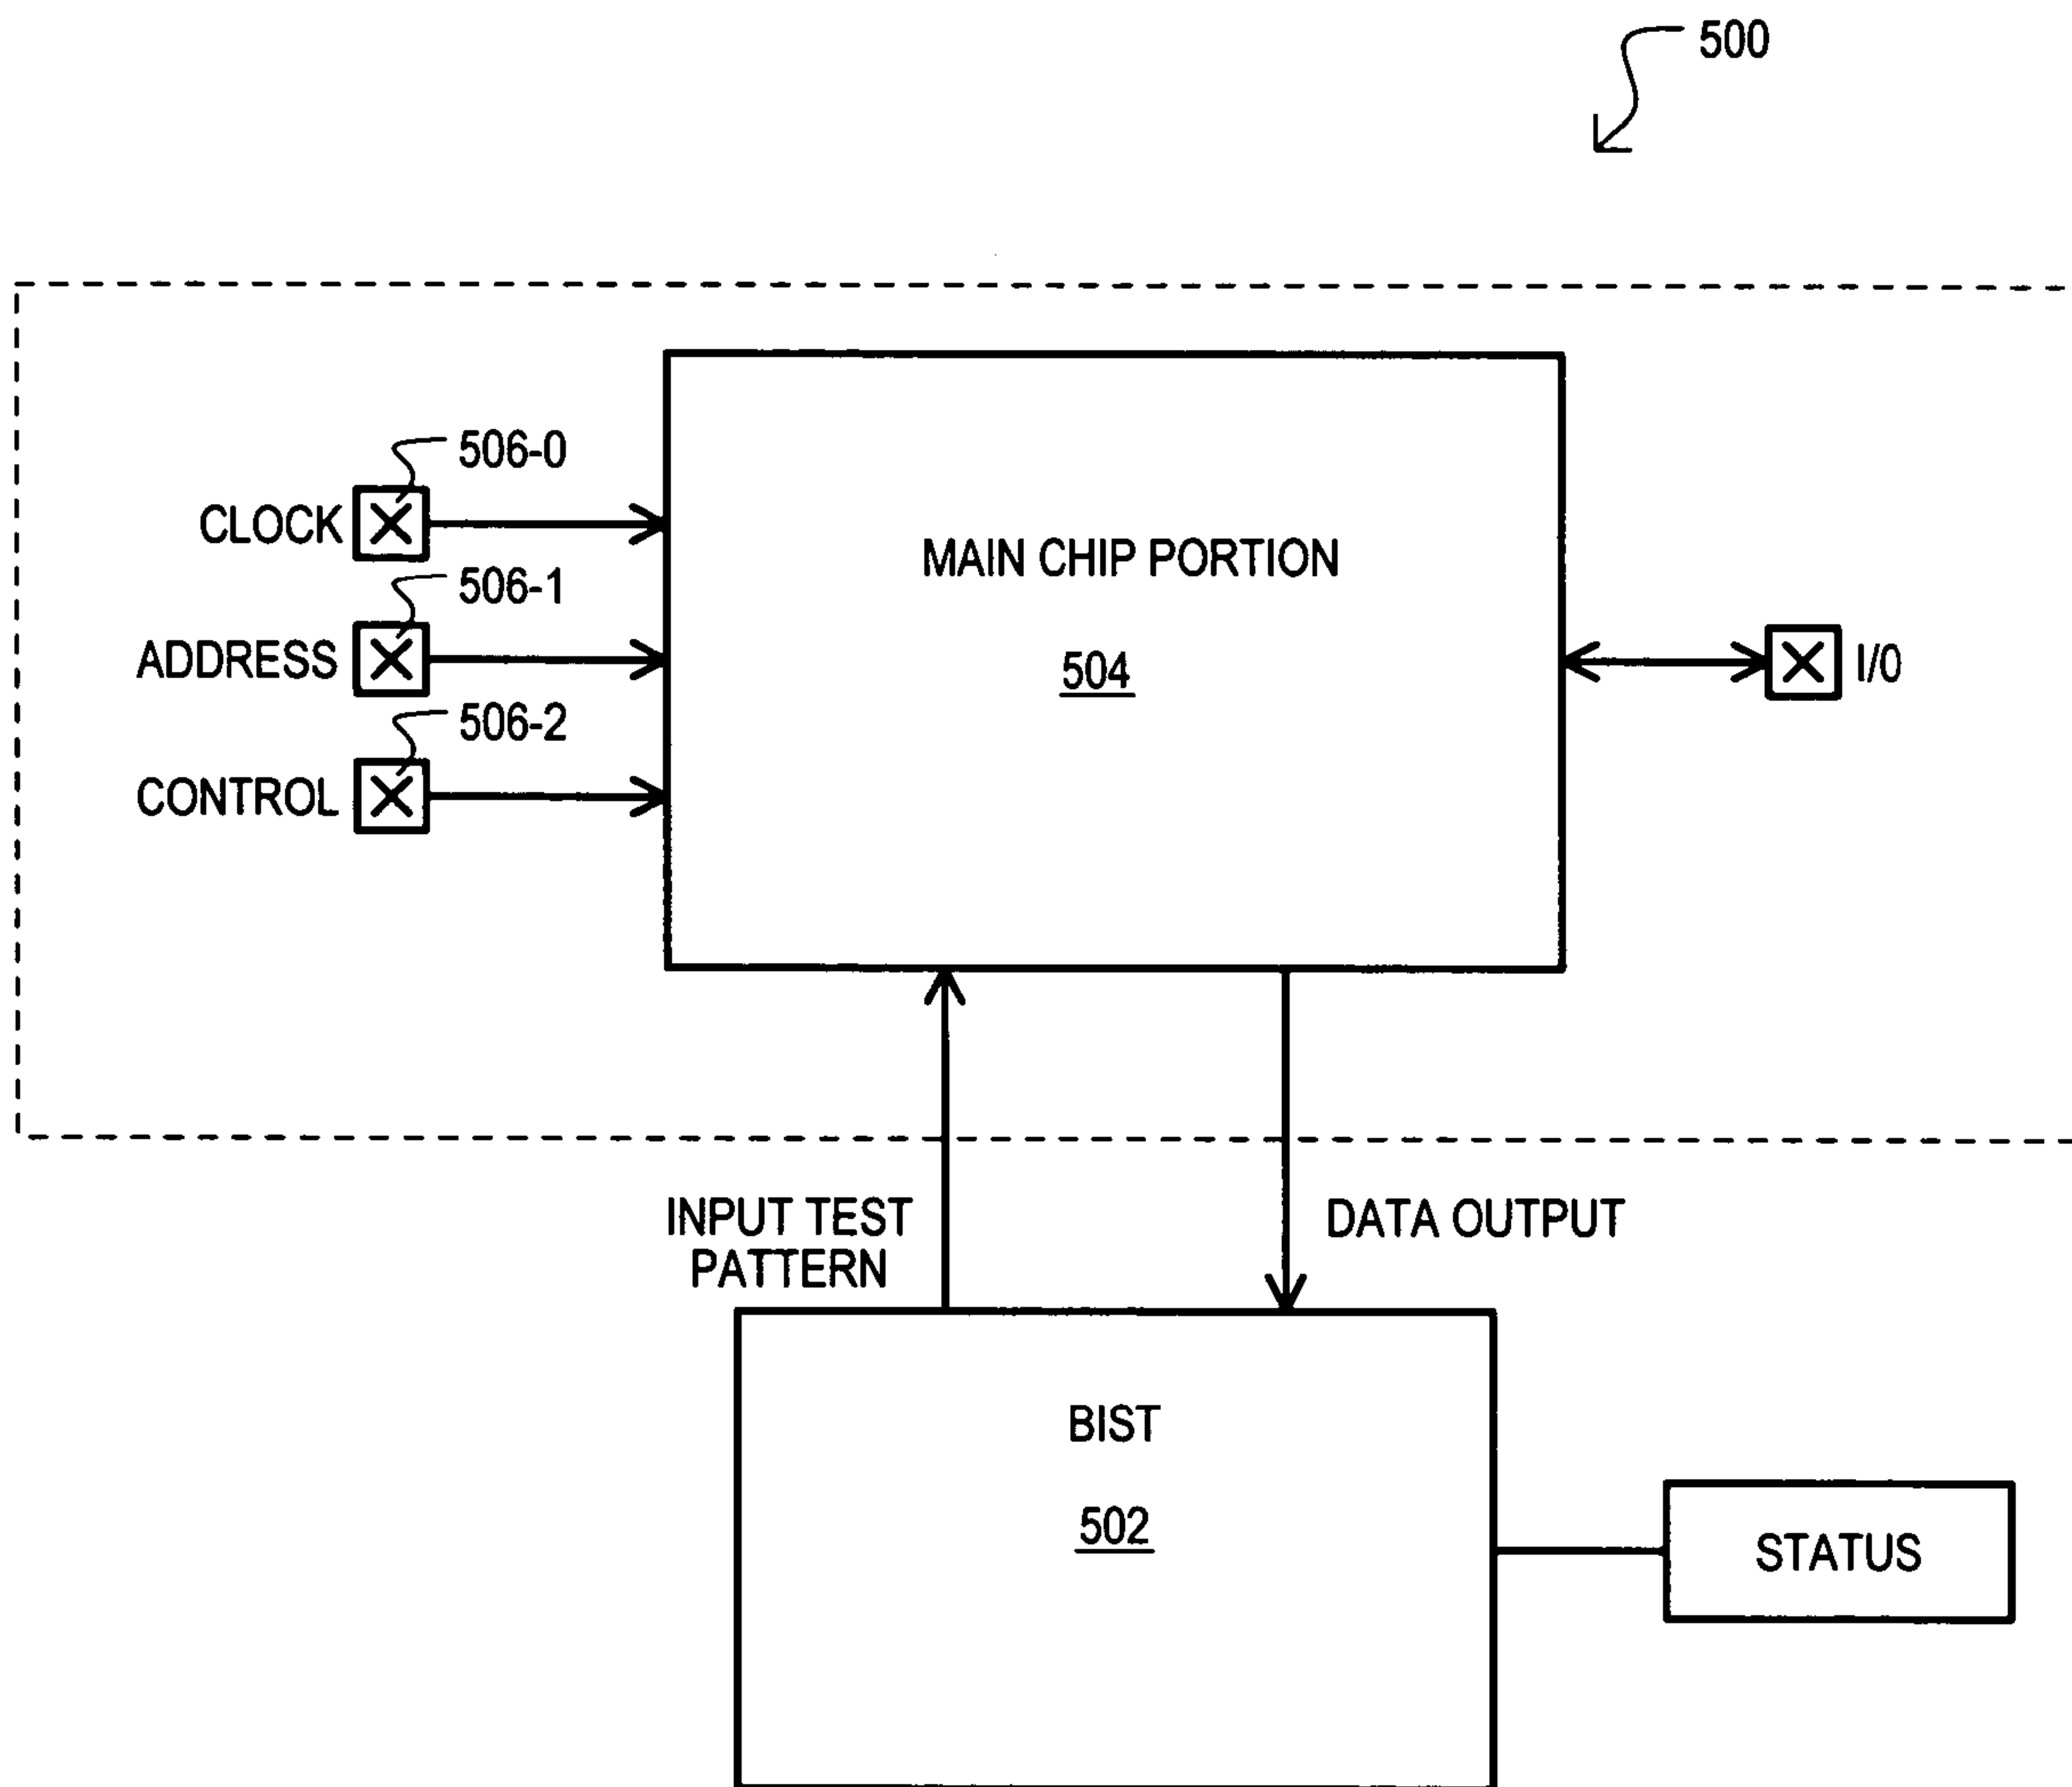 500
506-0
CLOCK
506-1
ADDRESS
506-2
CONTROL
MAIN CHIP PORTION
504
I/0
INPUT TEST
PATTERN
DATA OUTPUT
BIST
502
STATUS